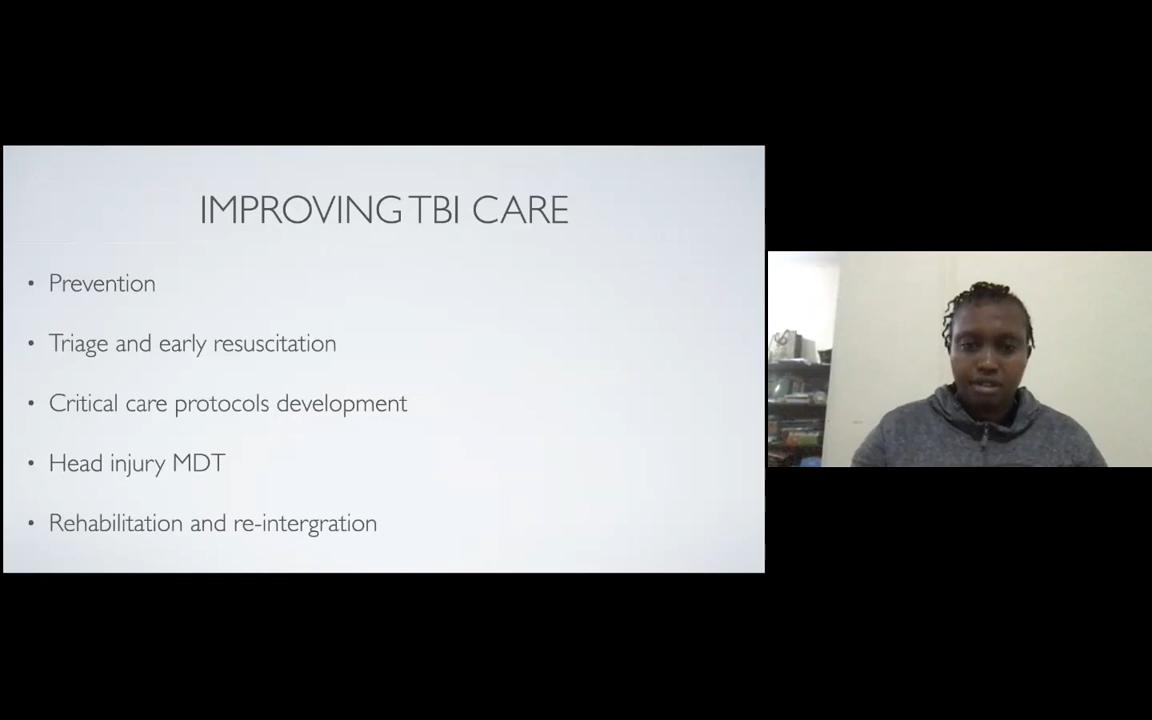 IMPROVING TBI CARE
• Prevention
• Triage and early resuscitation
• Critical care protocols development
• Head injury MDT
• Rehabilitation and re-intergration